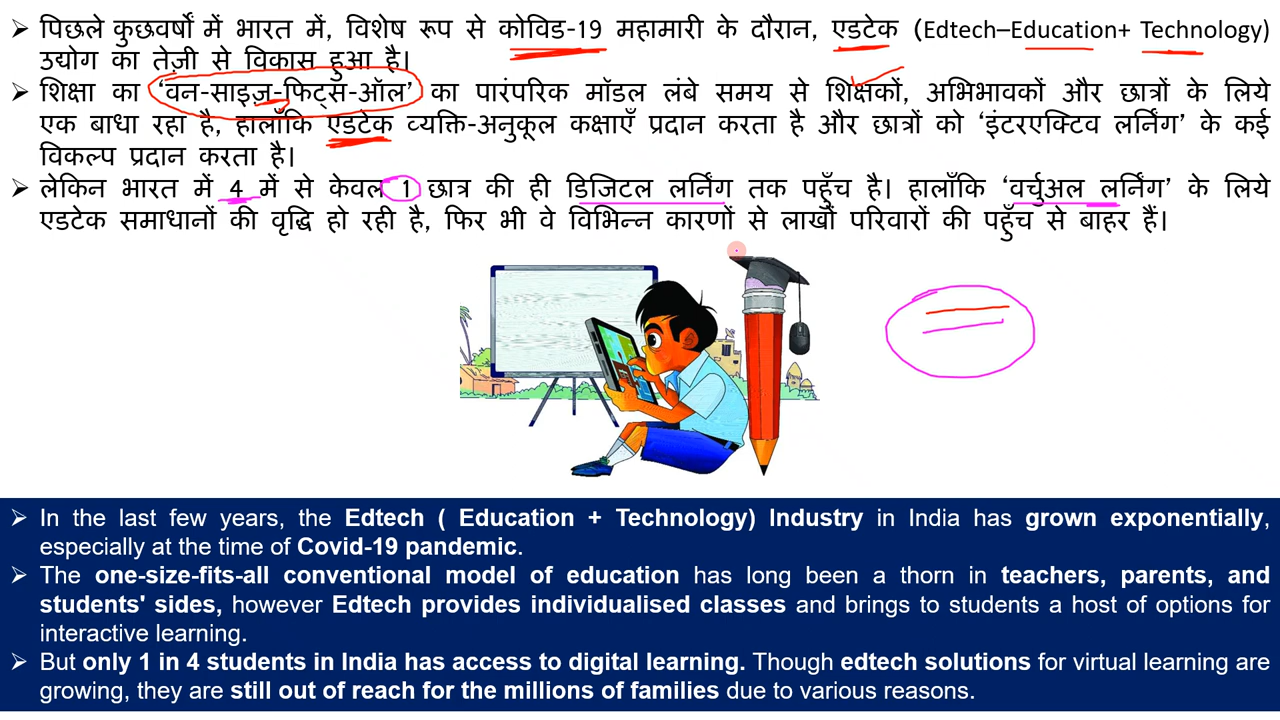 ➢ पिछले कुछवर्षों में भारत में, विशेष रूप से कोविड-19 महामारी के दौरान, एडटेक (Edtech–Education+ Technology)
उद्योग का तेज़ी से विकास हुआ है।
➢ शिक्षा का ‘वन-साइज़-फिट्स-ऑल’ का पारंपरिक मॉडल लंबे समय से शिक्षकों, अभिभावकों और छात्रों के लिये
एक बाधा रहा है, हालाँकि एडटेक व्यक्ति-अनुकूल कक्षाएँ प्रदान करता है और छात्रों को ‘इंटरएक्टिव लर्निंग’ के कई
विकल्प प्रदान करता है।
➢ लेकिन भारत में 4 में से केवल 1 छात्र की ही डिजिटल लर्निंग तक पहुँच है। हालाँकि ‘वर्चुअल लर्निंग’ के लिये
एडटेक समाधानों की वृद्धि हो रही है, फिर भी वे विभिन्न कारणों से लाखों परिवारों की पहुँच से बाहर हैं।
➢ In the last few years, the Edtech ( Education + Technology) Industry in India has grown exponentially,
especially at the time of Covid-19 pandemic.
➢ The one-size-fits-all conventional model of education has long been a thorn in teachers, parents, and
students' sides, however Edtech provides individualised classes and brings to students a host of options for
interactive learning.
➢ But only 1 in 4 students in India has access to digital learning. Though edtech solutions for virtual learning are
growing, they are still out of reach for the millions of families due to various reasons.